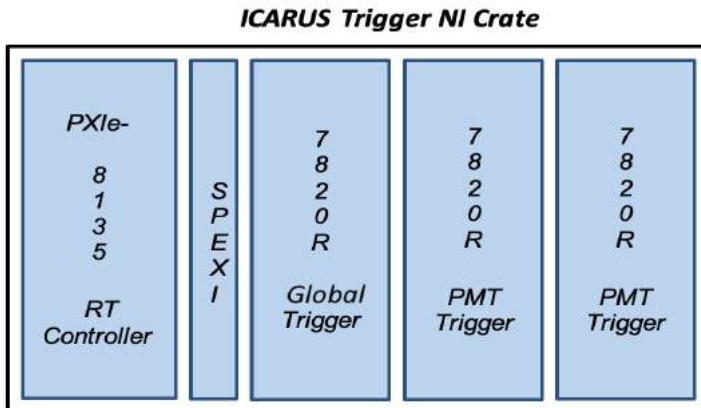 ICARUS Trigger NI Crate
PXIe-
8
1
3
5
RT
Controller
S
P
E
X
I
7
8
2
0
R
Global
Trigger
7
8
2
0
R
PMT
Trigger
7
8
2
0
R
PMT
Trigger